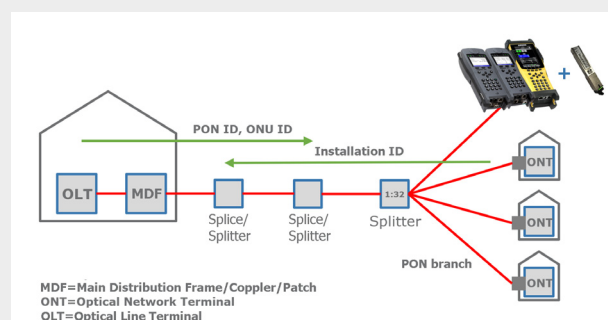 PON ID, ONU ID
Installation ID
OLT
MDF
Splice/
Splitter
Splice/
Splitter
1:32
Splitter
ONT
ONT
ONT
PON branch
MDF=Main Distribution Frame/Coppler/Patch
ONT=Optical Network Terminal
OLT=Optical Line Terminal
+